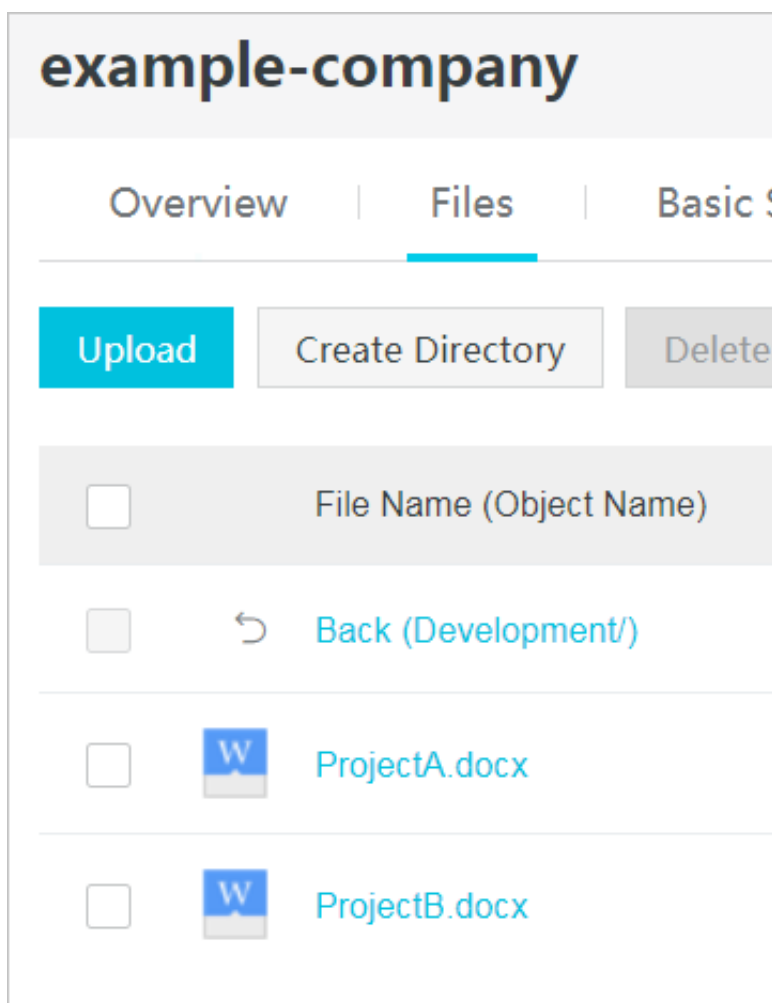 example-company
Overview Files Basic
Upload Create Directory Delete
File Name (Object Name)
Back (Development/)
W ProjectA.docx
W ProjectB.docx